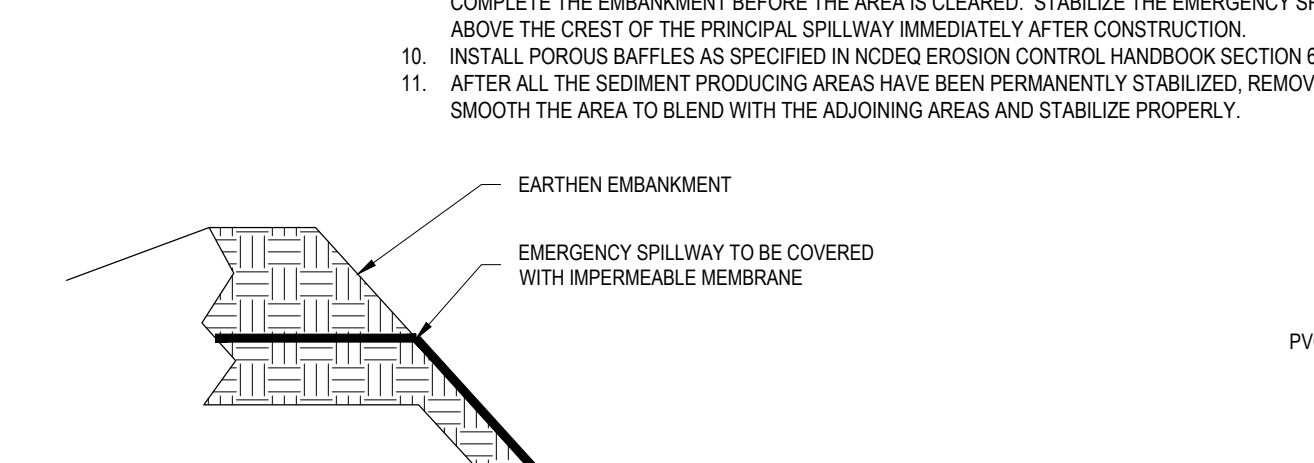 COMPLETE THE EMBANKMENT BEFORE THE AREA IS CLEARED. STABILIZE THE EMERGENCY
ABOVE THE CREST OF THE PRINCIPAL SPILLWAY IMMEDIATELY AFTER CONSTRUCTION.
10. INSTALL POROUS BAFFLES AS SPECIFIED IN NCDEQ EROSION CONTROL HANDBOOK SECTION 6
11. AFTER ALL THE SEDIMENT PRODUCING AREAS HAVE BEEN PERMANENTLY STABILIZED,
SMOOTH THE AREA TO BLEND WITH THE ADJOINING AREAS AND STABILIZE PROPERLY.
EARTHEN EMBANKMENT
EMERGENCY SPILLWAY TO BE COVERED
WITH IMPERMEABLE MEMBRANE